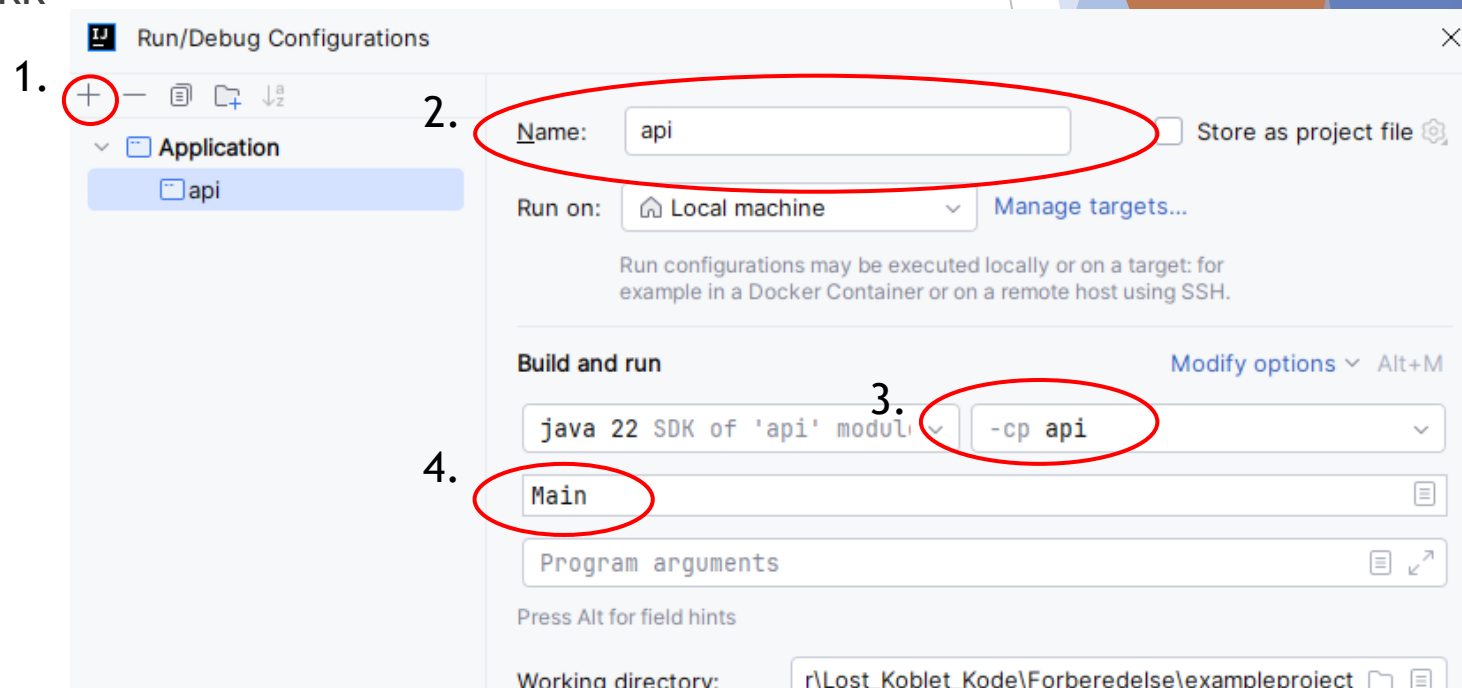 Run/Debug Configurations
1.
2.
Name: api
Store as project file
Application
api
Run on: Local machine Manage targets...
Run configurations may be executed locally or on a target: for
example in a Docker Container or on a remote host using SSH.
Build and run
Modify options Alt+M
3.
java 22 SDK of 'api' modul
-cp api
4.
Main
Program arguments
Press Alt for field hints
Working directory: r\Lost_Koblet_Kode\Forberedelse\exampleproject